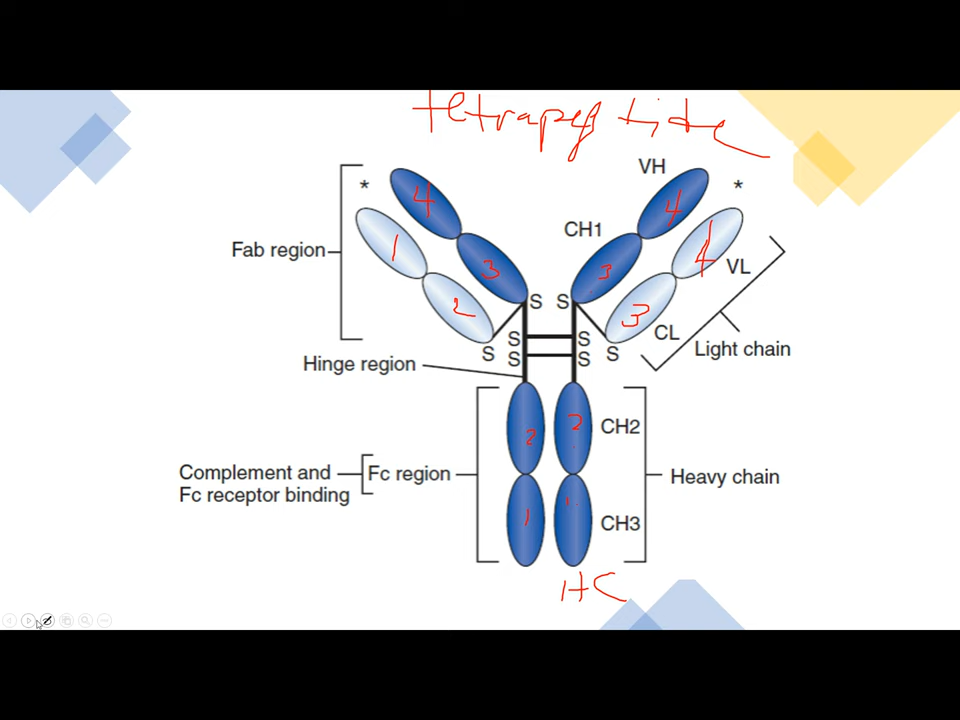 tetrapeptide
VH
* 4 4 *
CH1
Fab region 1 3 3 4 VL
2 3
S S
CL
S S S S Light chain
S S
Hinge region
2 2 CH2
Complement and Fc region Heavy chain
Fc receptor binding
1 1 CH3
HC